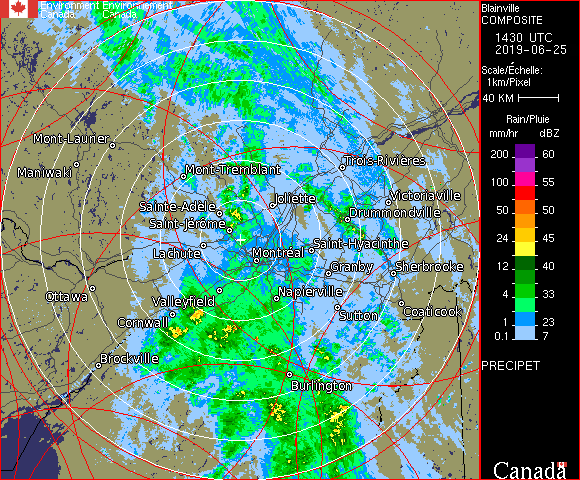 Environment Environnement
Canada Canada
Mont-Laurier
Maniwaki
Mont-Tremblant
Trois-Rivieres
Sainte-Adele
Joliette
Victoriaville
Drummondville
Saint-Jérôme
Lachute
Montréal
Saint-Hyacinthe
Granby
Sherbrooke
Ottawa
Valleyfield
Napierville
Cornwall
Sutton
Coaticook
Brockville
Burlington
Blainville
COMPOSITE
1430 UTC
2019-06-25
Scale/Échelle:
1km/Pixel
40 KM
Rain/Pluie
mm/hr dBZ
200 60
100 55
50 50
24 45
12 40
4 33
1 23
0.1 7
PRECIPET
Canada